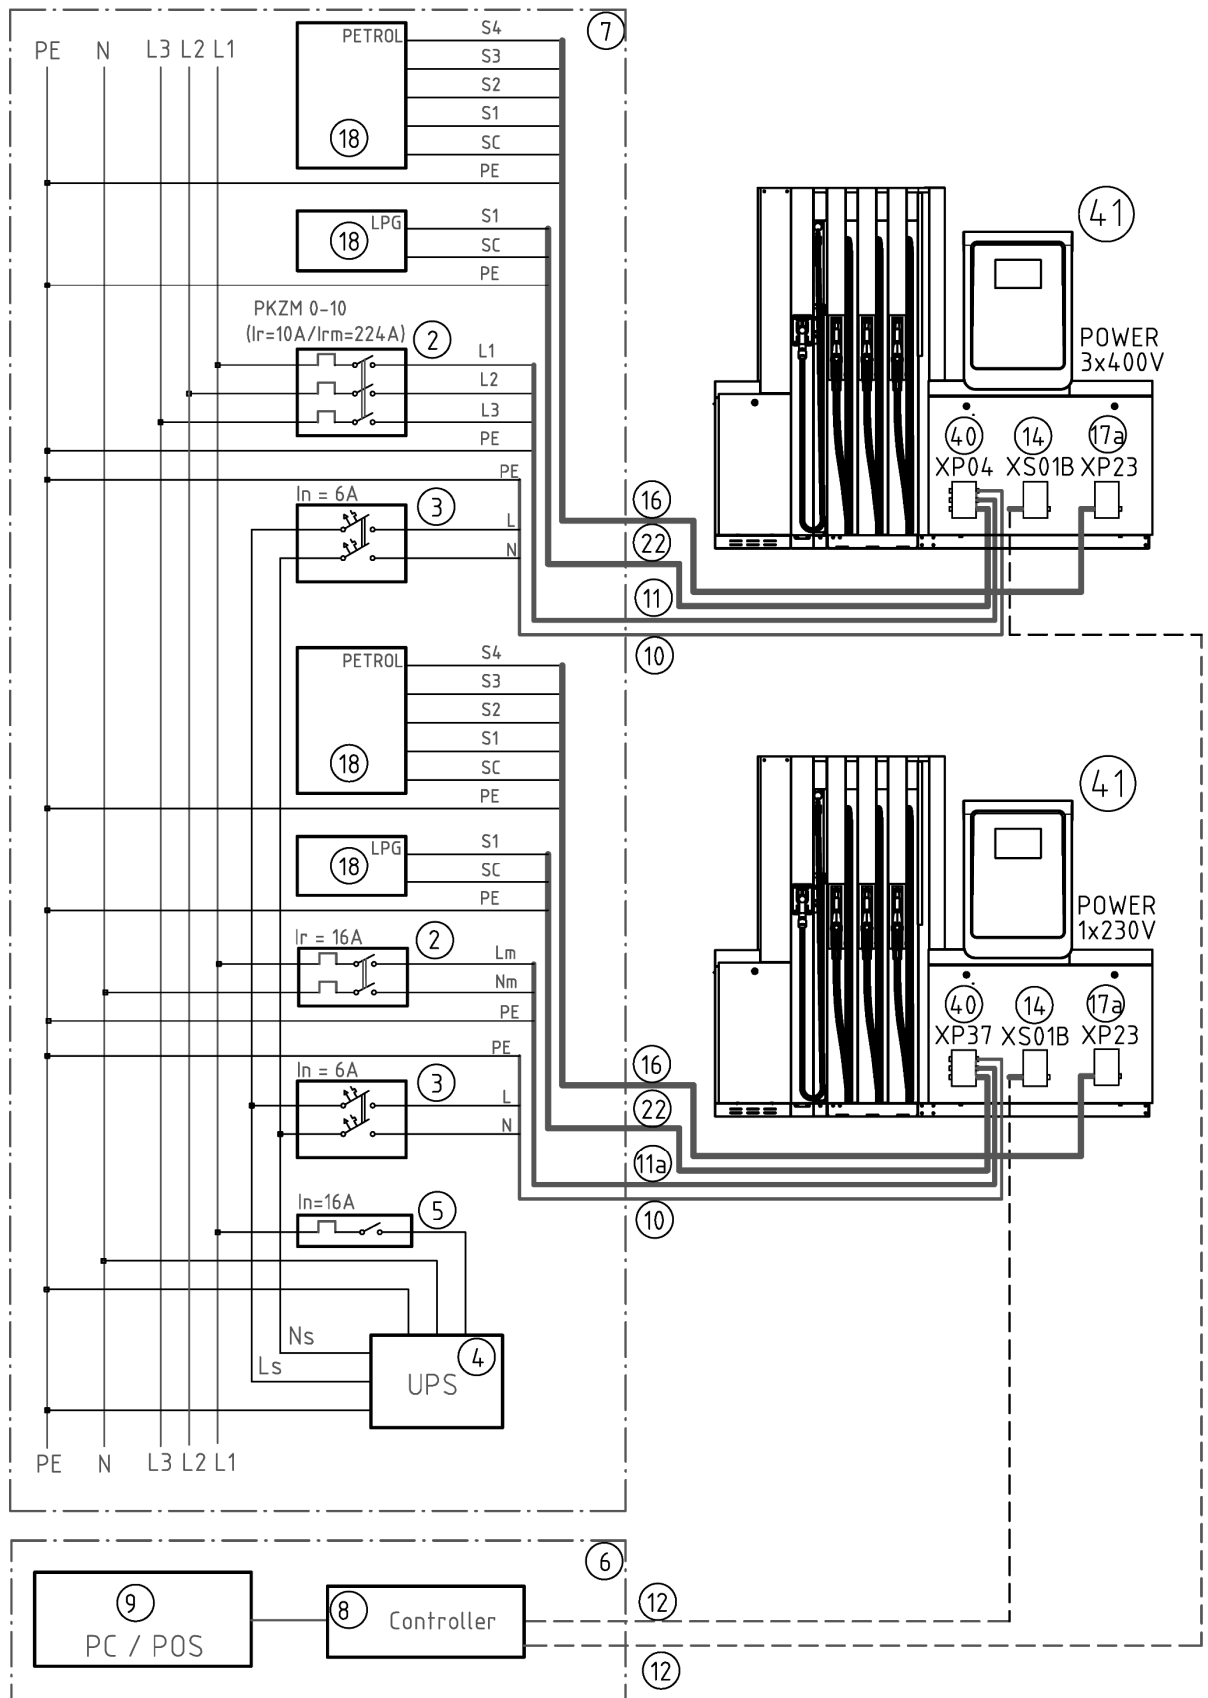 7
PE N L3 L2 L1
PETROL
S4
S3
S2
S1
SC
PE
18
LPG
18
S1
SC
PE
PKZM 0-10
(Ir=10A/Irm=224A)
2
L1
L2
L3
PE
PE
In = 6A
3
L
N
16
22
11
10
41
POWER
3x400V
40 14 17a
XP04 XS01B XP23
PETROL
S4
S3
S2
S1
SC
PE
18
LPG
18
S1
SC
PE
Ir = 16A
2
Lm
Nm
PE
PE
In = 6A
3
L
N
16
22
11a
10
41
POWER
1x230V
40 14 17a
XP37 XS01B XP23
In=16A
5
Ns
Ls
4
UPS
PE N L3 L2 L1
6
9
PC / POS
8 Controller
12
12